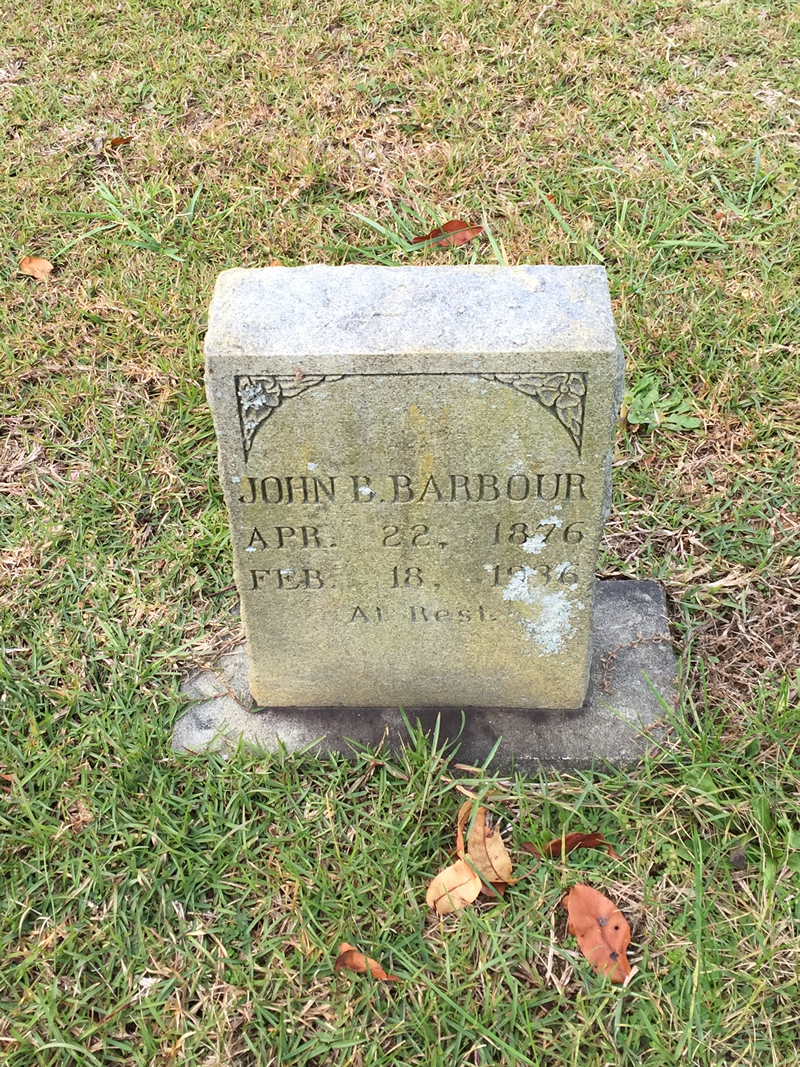 JOHN B. BARBOUR
APR. 22, 1876
FEB. 18, 1936
At Rest.